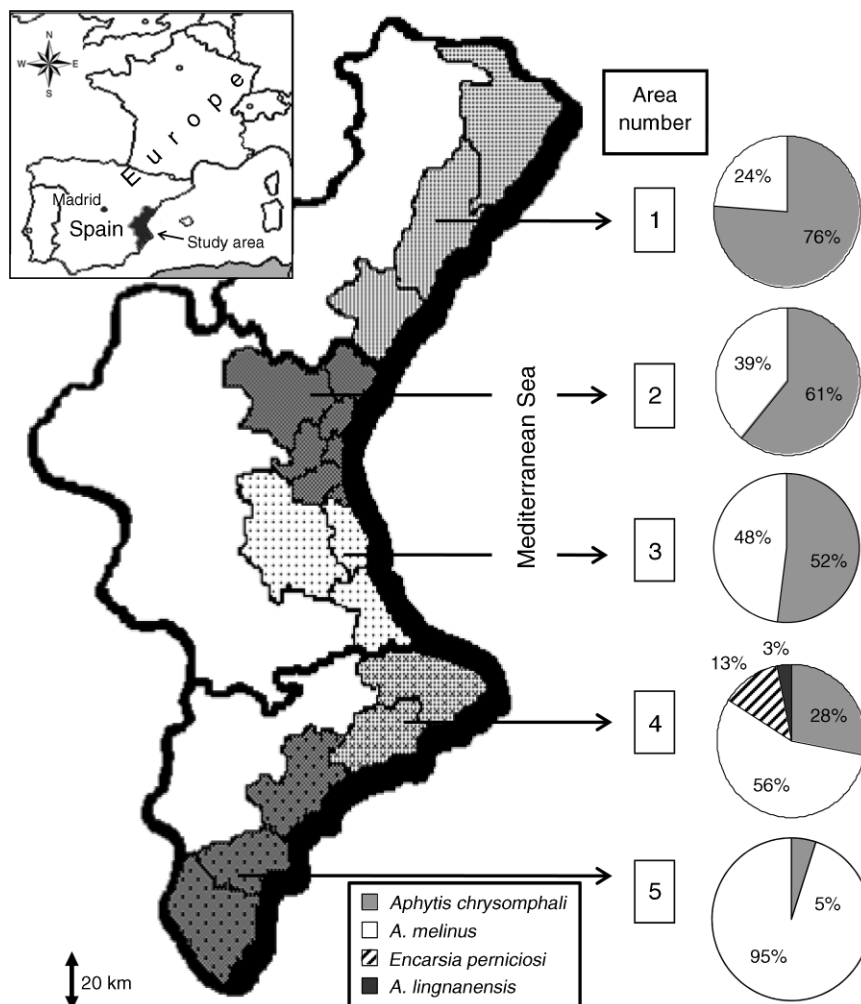 N
W E
S
Europe
Madrid
Spain
Study area
Area
number
Mediterranean Sea
1
24%
76%
2
39%
61%
3
48%
52%
4
13%
3%
28%
56%
5
5%
95%
Aphytis chrysomphali
A. melinus
Encarsia perniciosi
A. lingnanensis
20 km